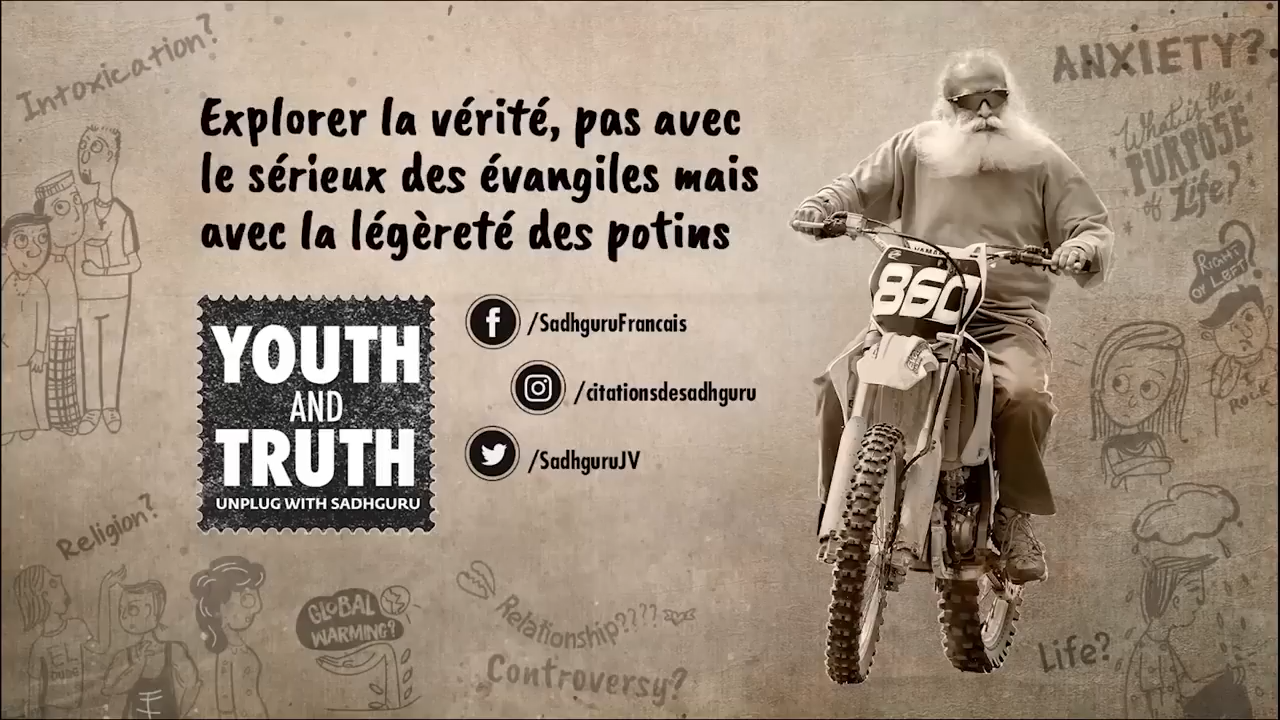 Intoxication?
ANXIETY?
Explorer la vérité, pas avec
le sérieux des évangiles mais
avec la légèreté des potins
What is the
PURPOSE
of Life?
RIGHT
OY LEFT
YAMAHA
860
YOUTH
AND
TRUTH
UNPLUG WITH SADHGURU
/SadhguruFrancais
/citationsdesadhguru
/SadhguruJV
ROCK
Religion?
GLOBAL
WARMING?
Relationship????
Controversy?
Life?